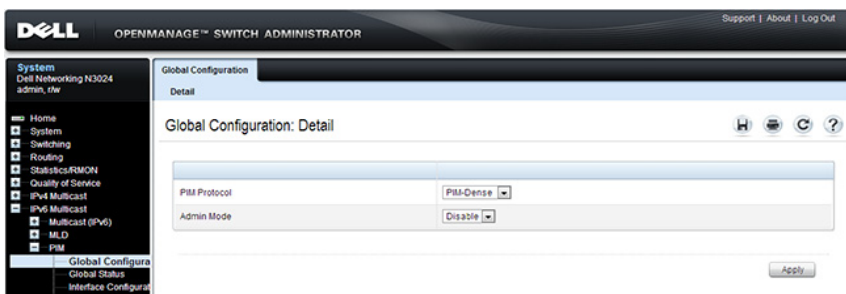 Support | About | Log Out
DELL OPENMANAGE™ SWITCH ADMINISTRATOR
System
Dell Networking N3024
admin, r/w
Global Configuration
Detail
Home
System
Switching
Routing
Statistics/RMON
Quality of Service
IPv4 Multicast
IPv6 Multicast
Multicast (IPv6)
MLD
PIM
Global Configura
Global Status
Interface Configurat
Global Configuration: Detail
PIM Protocol PIM-Dense
Admin Mode Disable
Apply